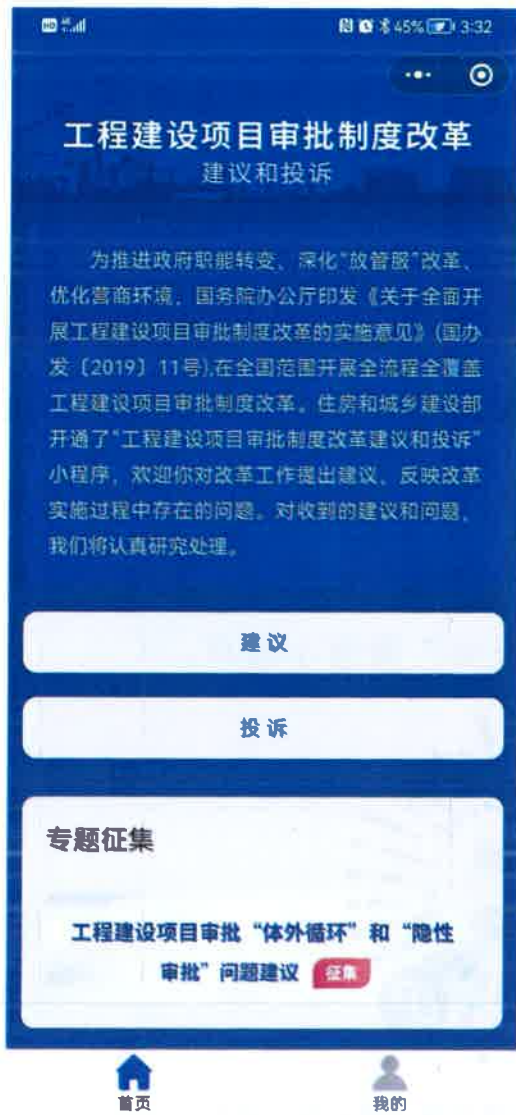 HD 46 45% 3:32
工程建设项目审批制度改革
建议和投诉
为推进政府职能转变、深化“放管服”改革、
优化营商环境，国务院办公厅印发《关于全面开
展工程建设项目审批制度改革的实施意见》(国办
发〔2019〕11号),在全国范围开展全流程全覆盖
工程建设项目审批制度改革。住房和城乡建设部
开通了“工程建设项目审批制度改革建议和投诉”
小程序，欢迎你对改革工作提出建议、反映改革
实施过程中存在的问题。对收到的建议和问题，
我们将认真研究处理。
建议
投诉
专题征集
工程建设项目审批“体外循环”和“隐性
审批”问题建议 征集
首页 我的